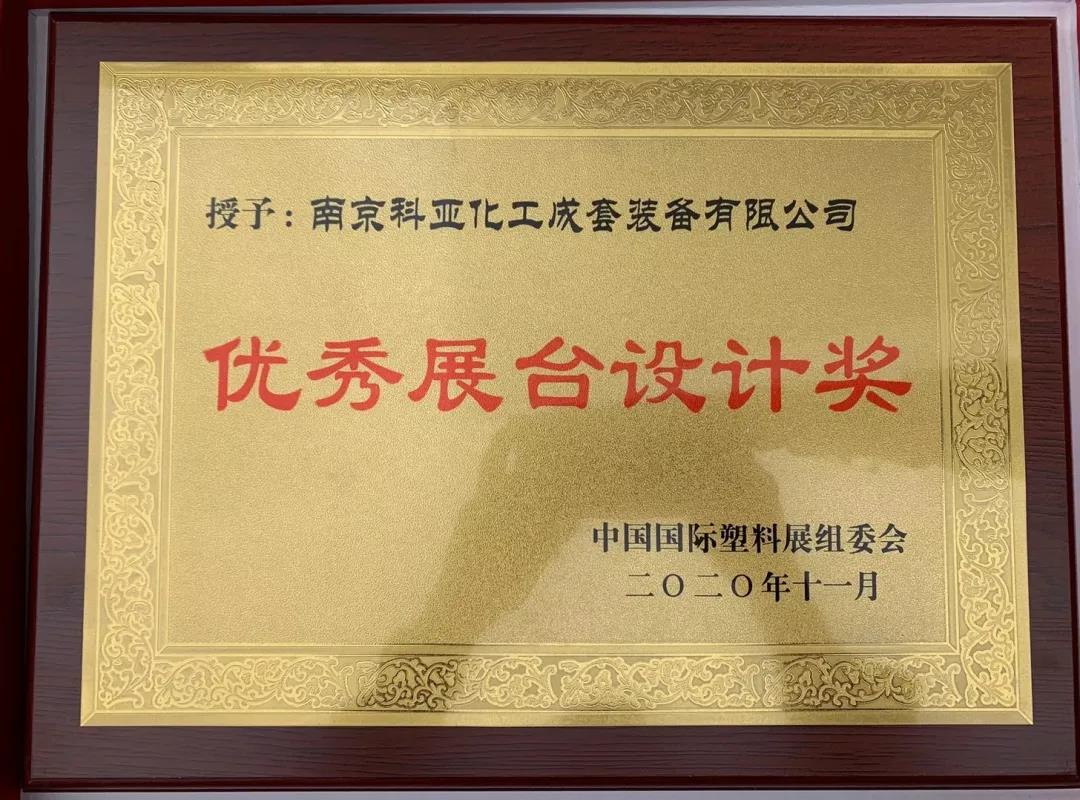 授予：南京科亚化工成套装备有限公司
优秀展台设计奖
中国国际塑料展组委会
二〇二〇年十一月